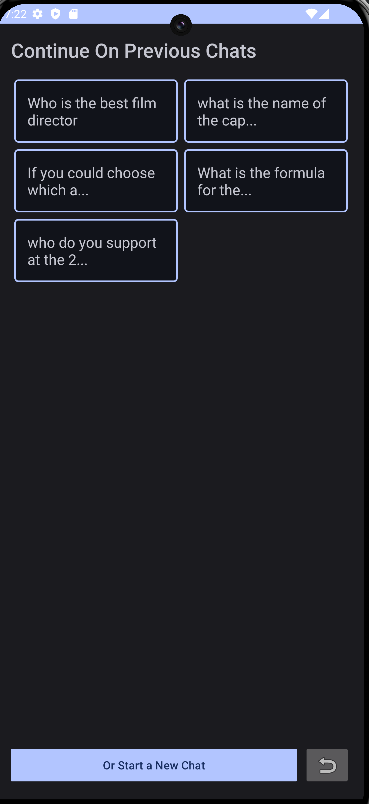 7:22
Continue On Previous Chats
Who is the best film
director
what is the name of
the cap...
If you could choose
which a...
What is the formula
for the...
who do you support
at the 2...
Or Start a New Chat